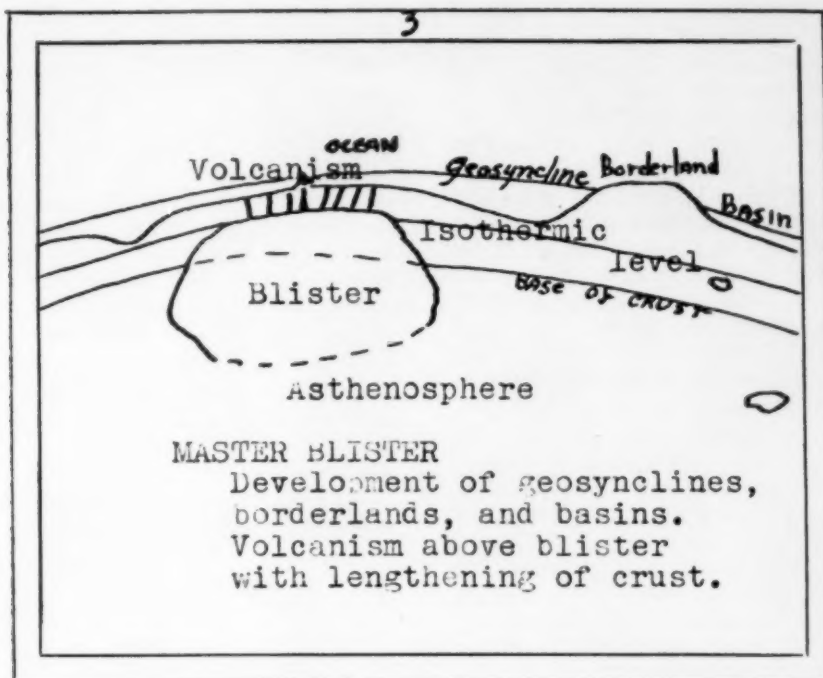 3
OCEAN
Volcanism
Geosyncline
Borderland
BASIN
Isothermic
level
Blister
BASE OF CRUST
Asthenosphere
MASTER BLISTER
Development of geosynclines,
borderlands, and basins.
Volcanism above blister
with lengthening of crust.